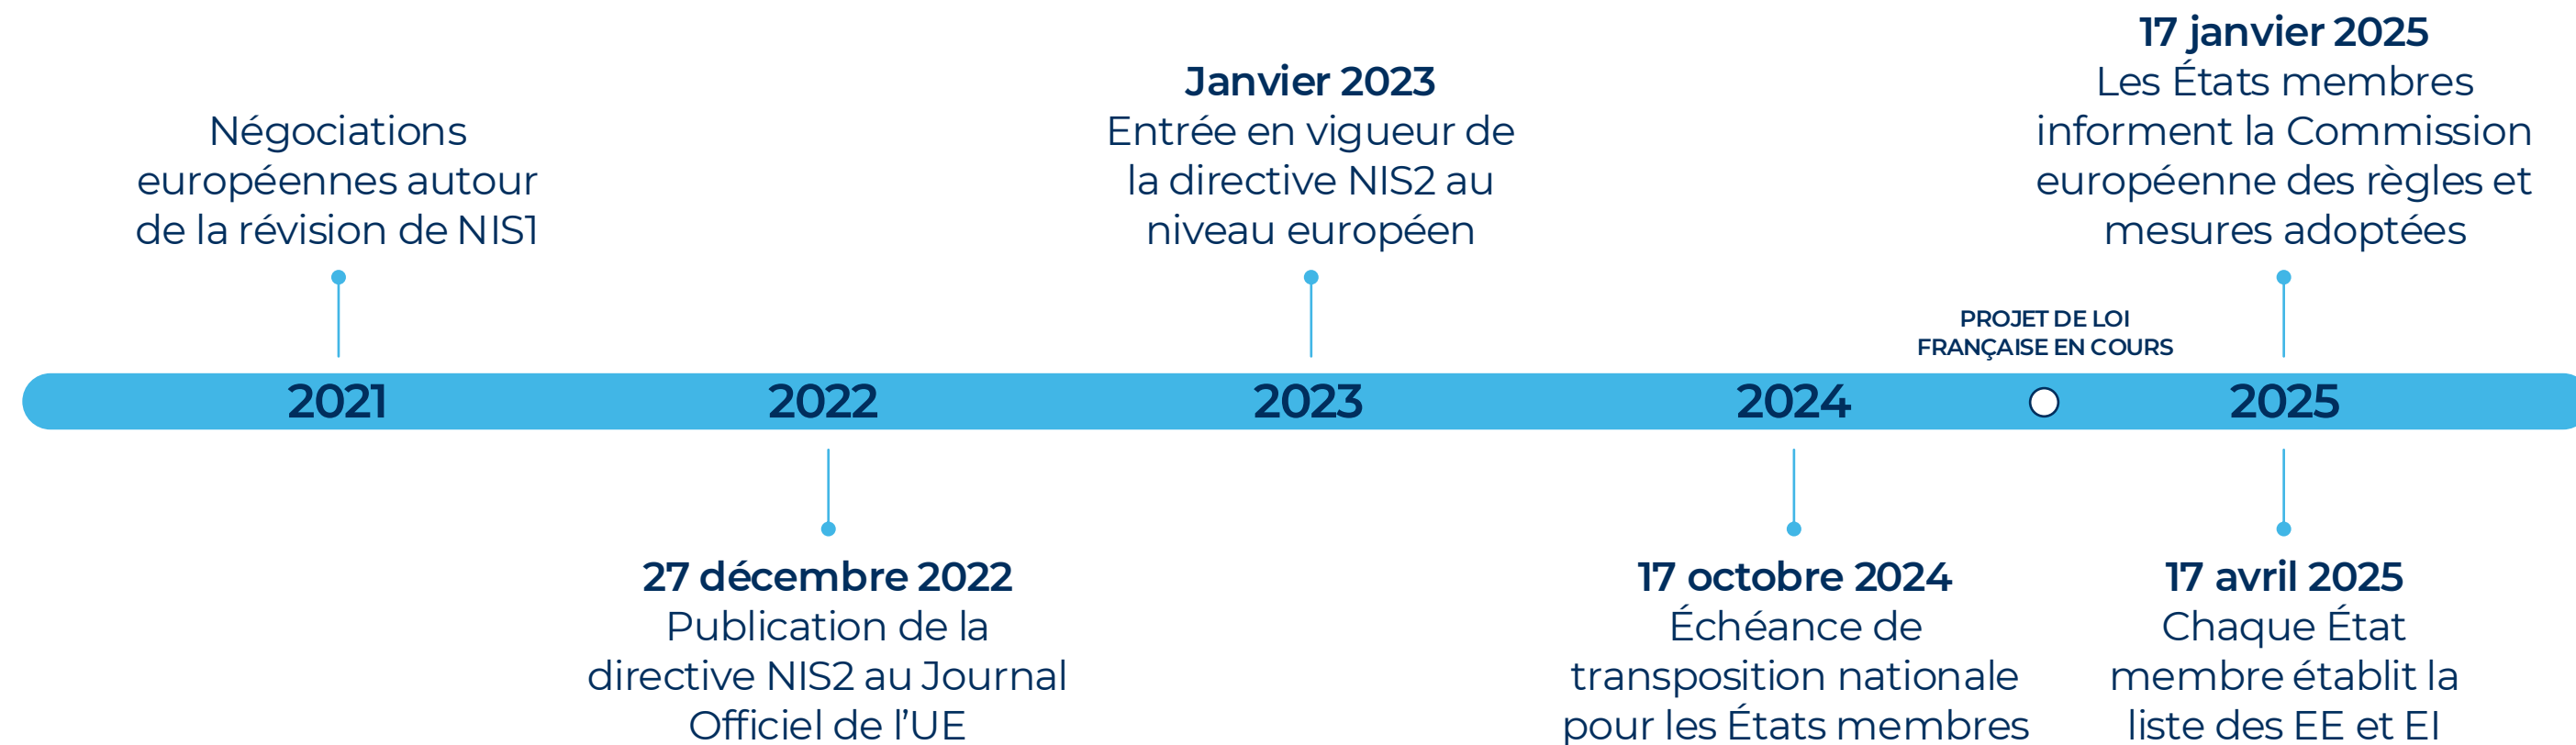 Négociations
européennes autour
de la révision de NIS1
Janvier 2023
Entrée en vigueur de
la directive NIS2 au
niveau européen
17 janvier 2025
Les États membres
informent la Commission
européenne des règles et
mesures adoptées
PROJET DE LOI
FRANÇAISE EN COURS
2021
2022
2023
2024
2025
27 décembre 2022
Publication de la
directive NIS2 au Journal
Officiel de l’UE
17 octobre 2024
Échéance de
transposition nationale
pour les États membres
17 avril 2025
Chaque État
membre établit la
liste des EE et EI